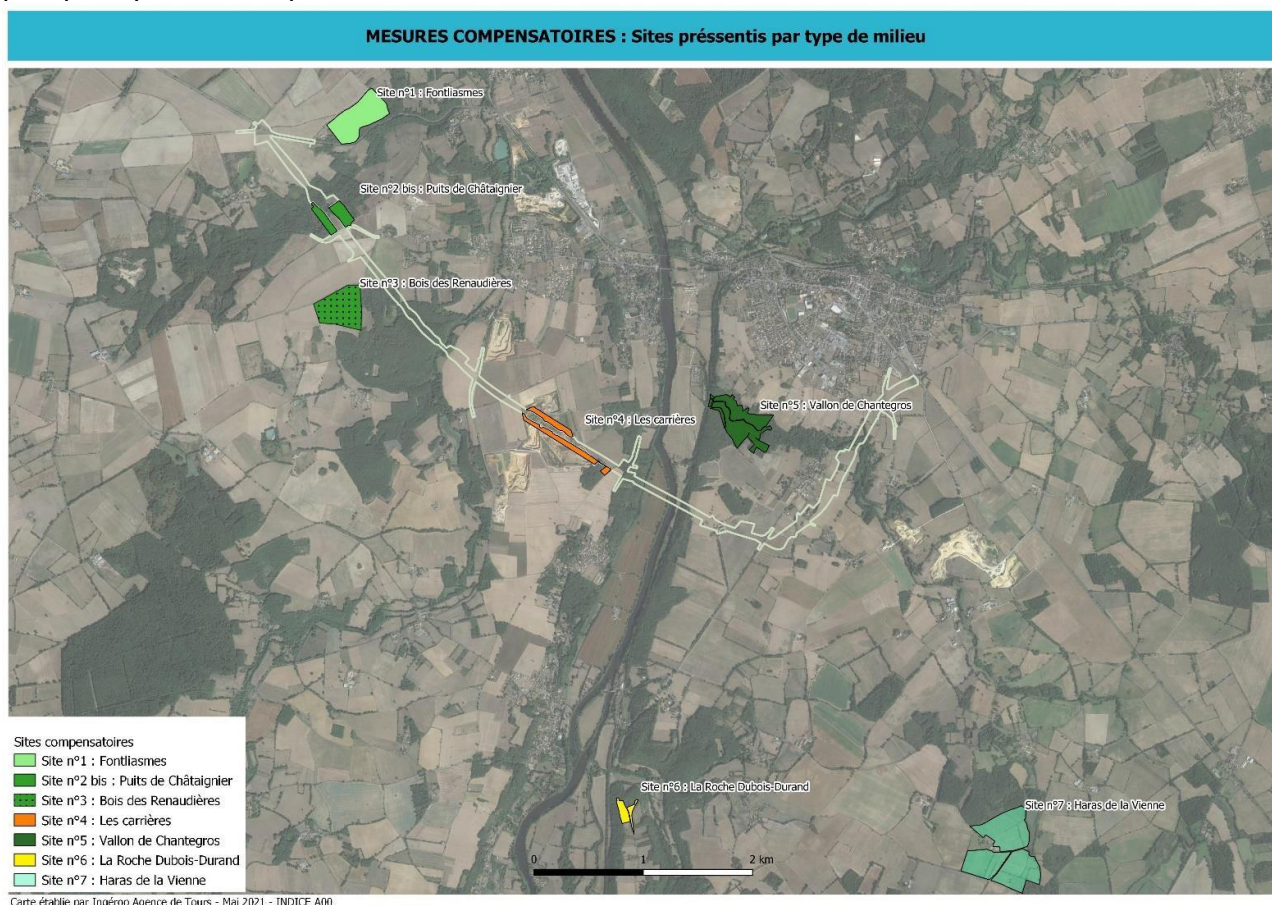 MESURES COMPENSATOIRES : Sites préssentis par type de milieu
Site n°1 : Fontliasmes
Site n°2 bis : Puits de Châtaignier
Site n°3 : Bois des Renaudières
Site n°4 : Les carrières
Site n°5 : Vallon de Chantegros
Site n°6 : La Roche Dubois-Durand
Site n°7 : Haras de la Vienne
0 1 2 km
Sites compensatoires
Site n°1 : Fontliasmes
Site n°2 bis : Puits de Châtaignier
Site n°3 : Bois des Renaudières
Site n°4 : Les carrières
Site n°5 : Vallon de Chantegros
Site n°6 : La Roche Dubois-Durand
Site n°7 : Haras de la Vienne
Carte établie par Ingérop Agence de Tours - Mai 2021 - INDICE A00